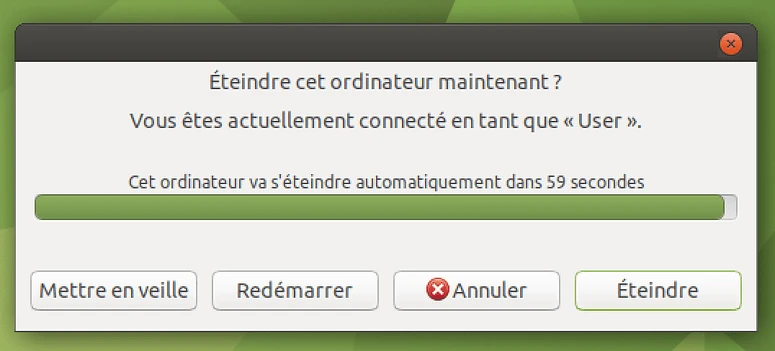 Éteindre cet ordinateur maintenant ?
Vous êtes actuellement connecté en tant que « User ».
Cet ordinateur va s'éteindre automatiquement dans 59 secondes
Mettre en veille
Redémarrer
Annuler
Éteindre